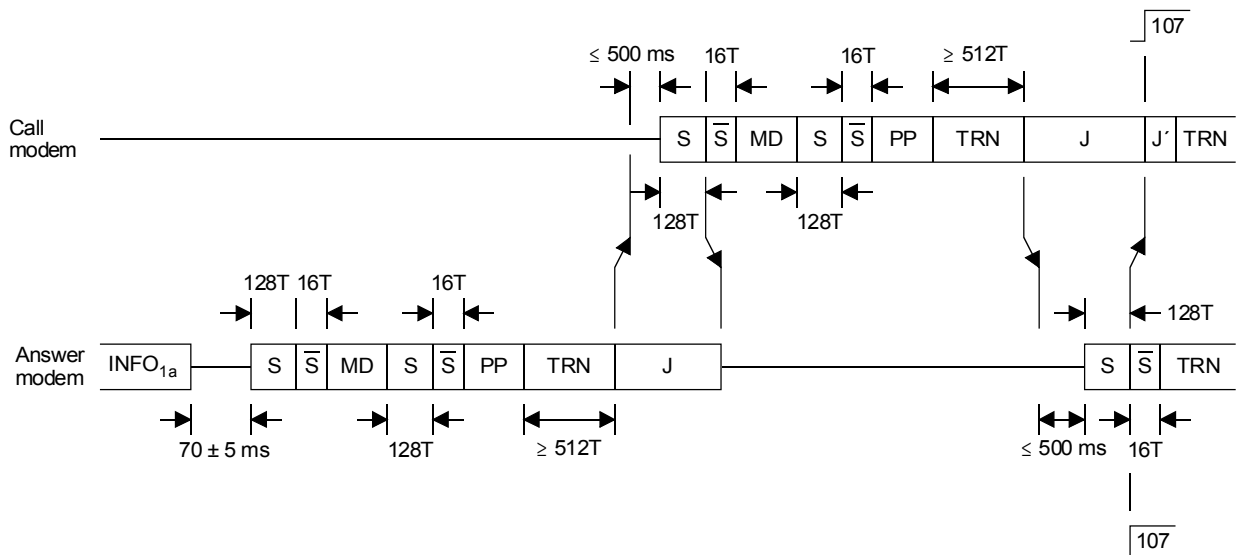 107
≤ 500 ms 16T 16T ≥ 512T
Call modem S S̅ MD S S̅ PP TRN J J´ TRN
128T 128T
128T 16T 16T 128T
Answer modem INFO₁ₐ S S̅ MD S S̅ PP TRN J S S̅ TRN
70 ± 5 ms 128T ≥ 512T ≤ 500 ms 16T
107